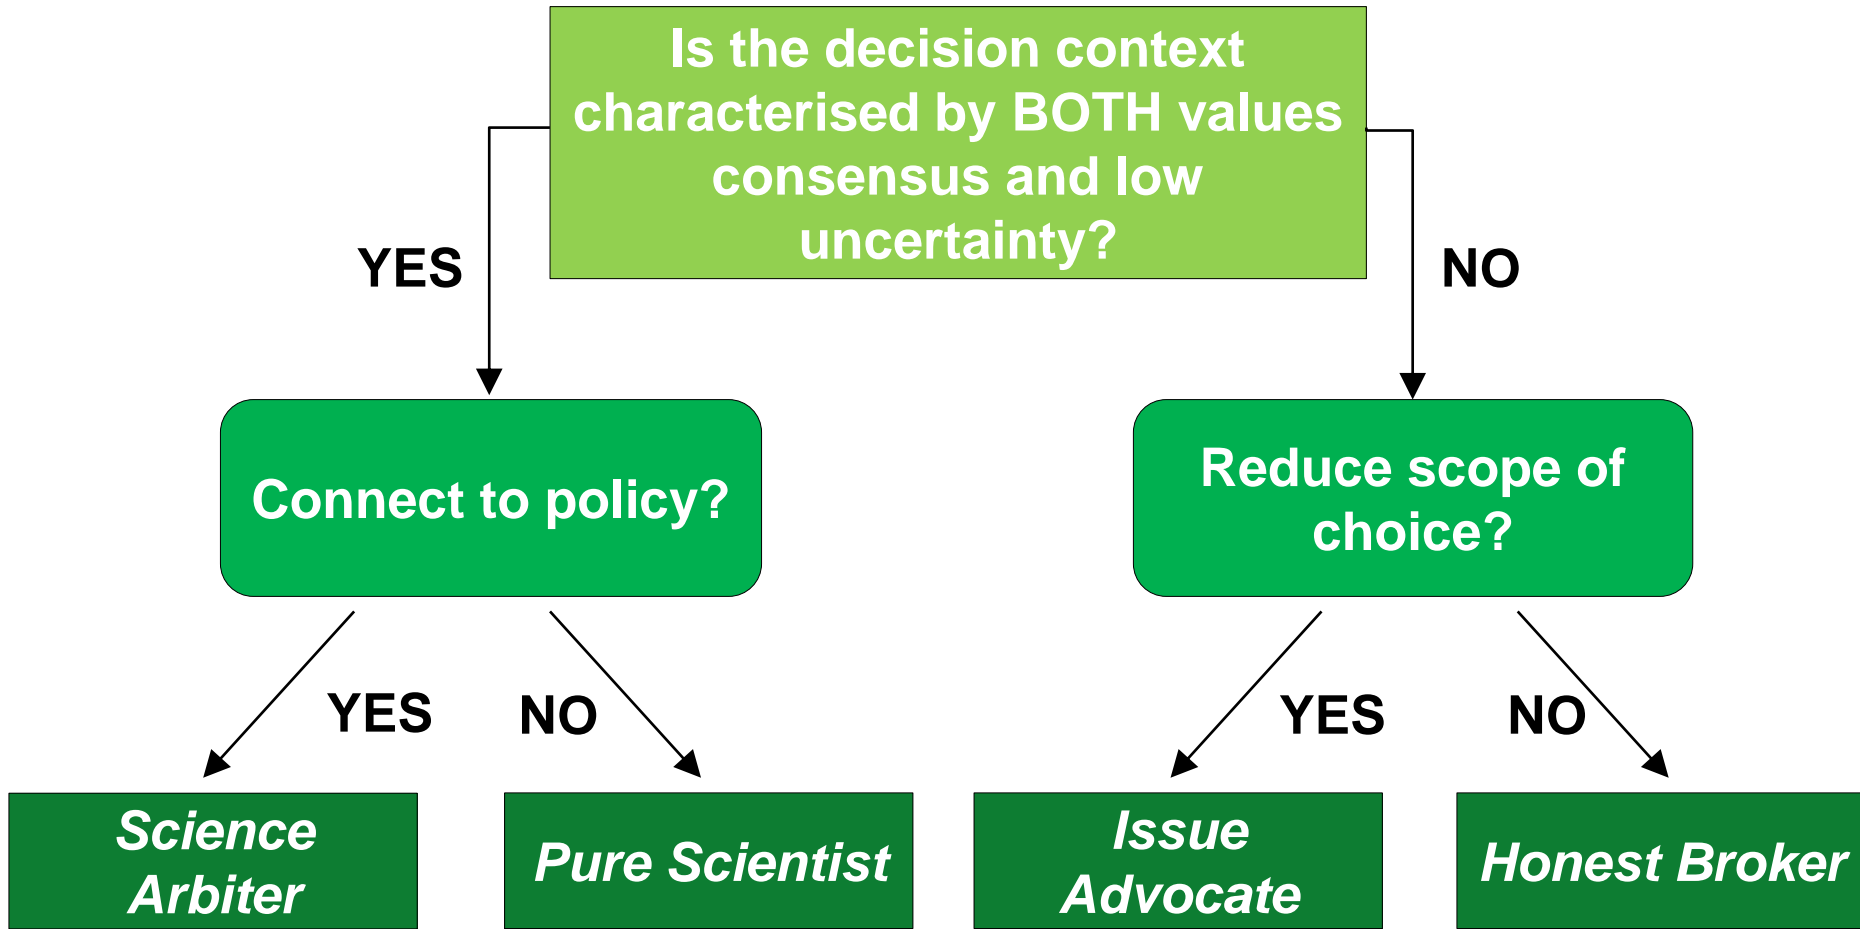 Is the decision context
characterised by BOTH values
consensus and low
uncertainty?
YES
NO
Connect to policy?
Reduce scope of
choice?
YES
NO
YES
NO
Science
Arbiter
Pure Scientist
Issue
Advocate
Honest Broker